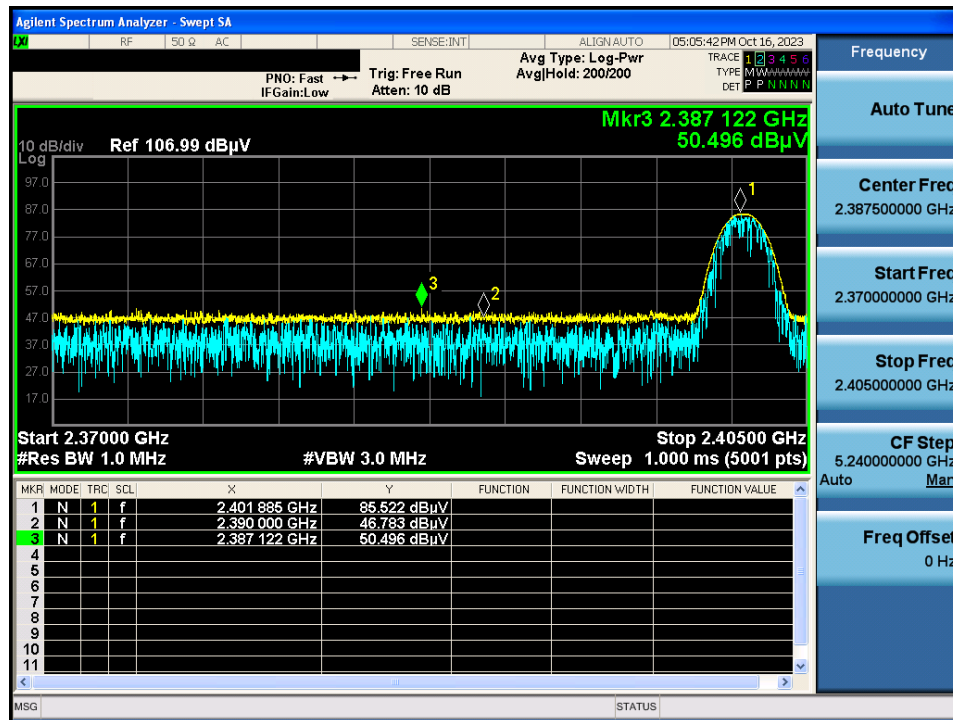 Agilent Spectrum Analyzer - Swept SA
LXI RF 50 Ω AC SENSE:INT ALIGN AUTO 05:05:42 PM Oct 16, 2023
PNO: Fast
IFGain:Low
Trig: Free Run
Atten: 10 dB
Avg Type: Log-Pwr
Avg|Hold: 200/200
TRACE 1 2 3 4 5 6
TYPE M W
DET P P N N N N
Mkr3 2.387 122 GHz
50.496 dBµV
10 dB/div Ref 106.99 dBµV
Log
97.0
87.0
77.0
67.0
57.0
47.0
37.0
27.0
17.0
1
2
3
Start 2.37000 GHz Stop 2.40500 GHz
#Res BW 1.0 MHz #VBW 3.0 MHz Sweep 1.000 ms (5001 pts)
MKR MODE TRC SCL X Y FUNCTION FUNCTION WIDTH FUNCTION VALUE
1 N 1 f 2.401 885 GHz 85.522 dBµV
2 N 1 f 2.390 000 GHz 46.783 dBµV
3 N 1 f 2.387 122 GHz 50.496 dBµV
4
5
6
7
8
9
10
11
MSG STATUS
Frequency
Auto Tune
Center Freq
2.387500000 GHz
Start Freq
2.370000000 GHz
Stop Freq
2.405000000 GHz
CF Step
5.240000000 GHz
Auto Man
Freq Offset
0 Hz